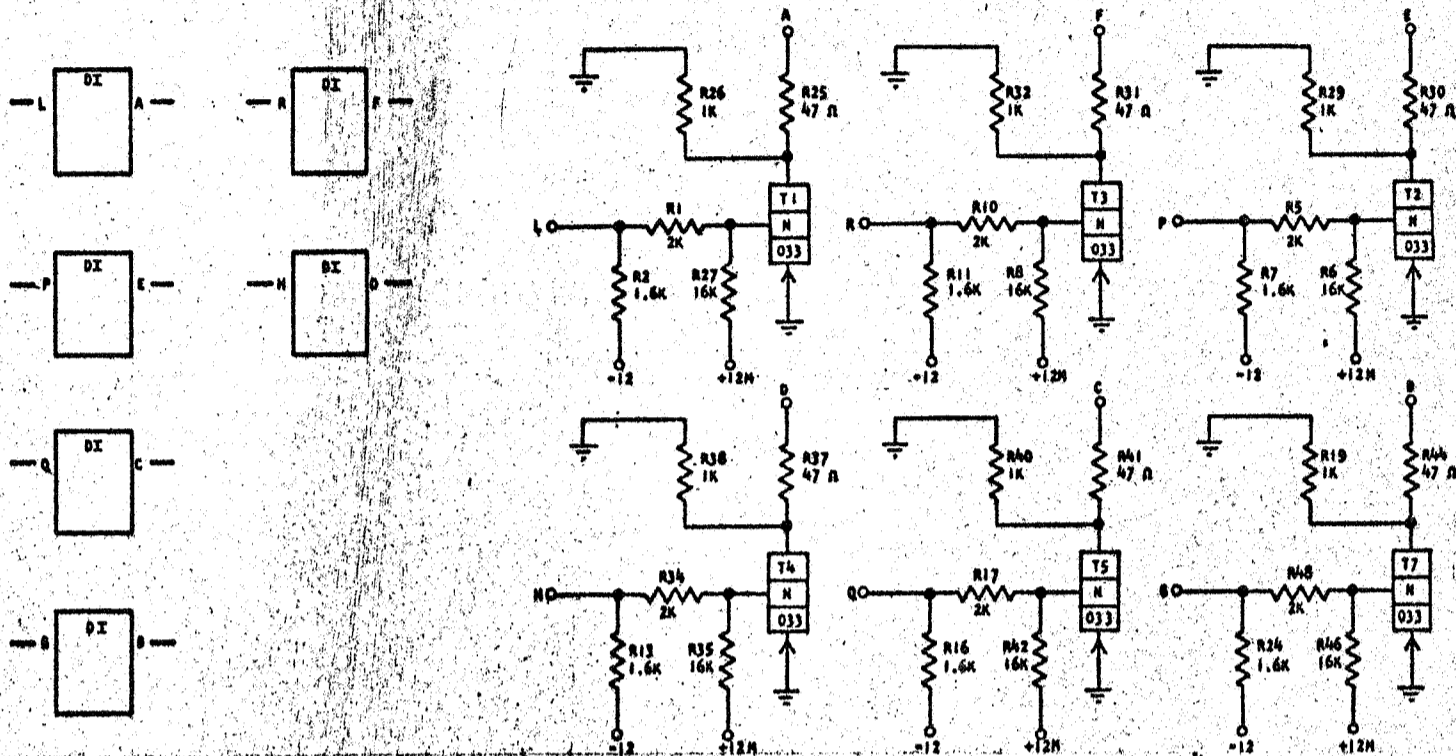 DI
L A
DI
R F
DI
P E
DI
H D
DI
Q C
DI
G B
A
R26
1K
R25
47 Ω
T1
N
033
L
R1
2K
R2
1.6K
R27
16K
-12
+12M
F
R32
1K
R31
47 Ω
T3
N
033
R
R10
2K
R11
1.6K
R8
16K
-12
+12M
E
R29
1K
R30
47 Ω
T2
N
033
P
R5
2K
R7
1.6K
R6
16K
-12
+12M
D
R38
1K
R37
47 Ω
T4
N
033
H
R34
2K
R13
1.6K
R35
16K
-12
+12M
C
R40
1K
R41
47 Ω
T5
N
033
Q
R17
2K
R16
1.6K
R42
16K
-12
+12M
B
R19
1K
R44
47 Ω
T7
N
033
G
R48
2K
R24
1.6K
R46
16K
-12
+12M